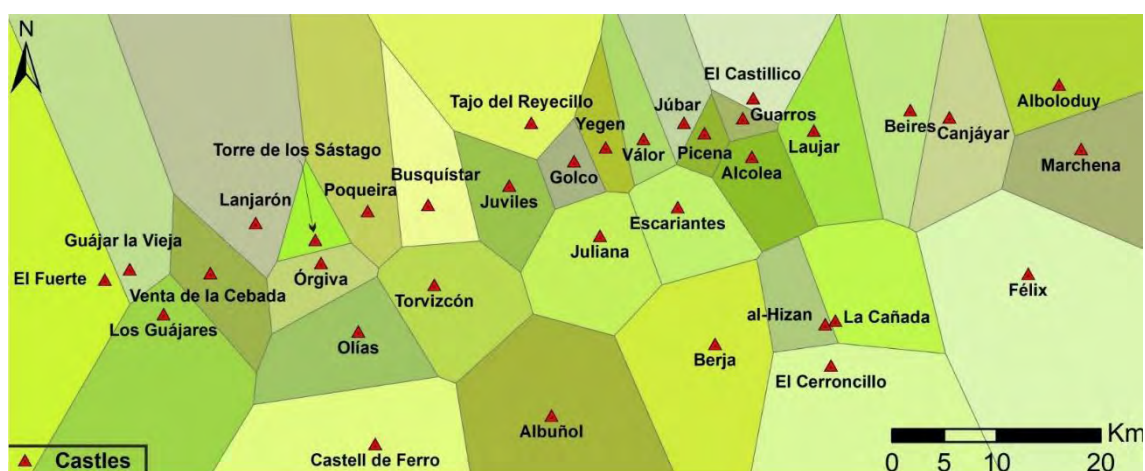 N
El Castillico
Alboloduy
Torre de los Sástago
Tajo del Reyecillo
Júbar
Guarros
Yegen
Beires
Canjáyar
Busquístar
Válor
Picena
Laujar
Marchena
Lanjarón
Poqueira
Golco
Alcolea
Juviles
Escariantes
Guájar la Vieja
Juliana
El Fuerte
Órgiva
Venta de la Cebada
Torvizcón
Félix
Los Guájares
al-Hizan
La Cañada
Olías
Berja
El Cerroncillo
Albuñol
Km
Castles
Castell de Ferro
0 5 10 20